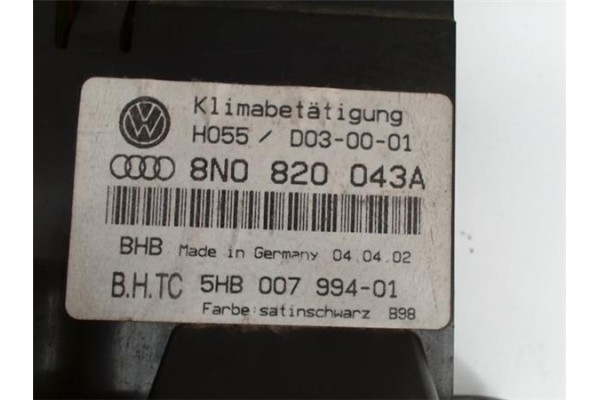 Klimabetätigung
H055 / D03-00-01
8N0 820 043A
BHB Made in Germany 04.04.02
B.H.TC 5HB 007 994-01
Farbe:satinschwarz B98